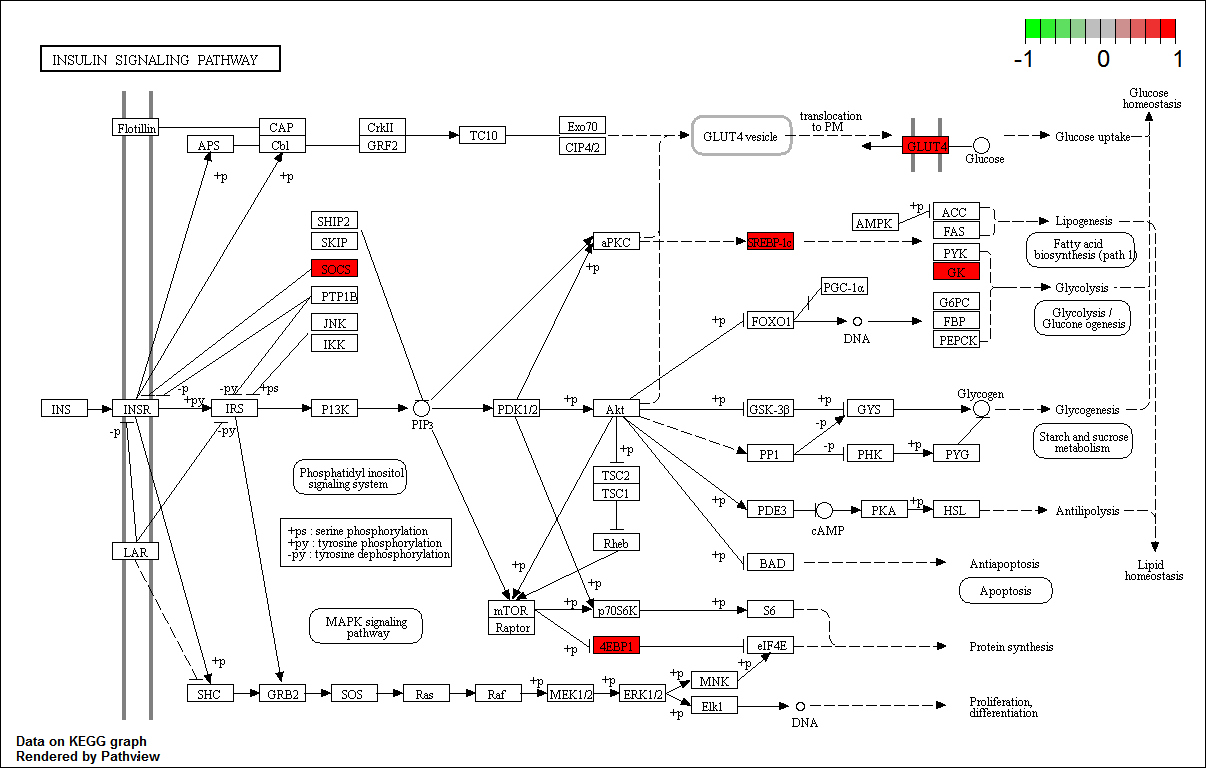 INSULIN SIGNALING PATHWAY
-1 0 1
Glucose
homeostasis
Flotillin
CAP
CrkII
Exo70
APS
Cbl
GRF2
TC10
CIP4/2
GLUT4 vesicle
translocation
to PM
GLUT4
Glucose
Glucose uptake
+p
+p
SHIP2
SKIP
SOCS
PTP1B
JNK
IKK
aPKC
+p
SREBP-1c
AMPK
+p
ACC
FAS
Lipogenesis
Fatty acid
biosynthesis (path 1)
PYK
GK
Glycolysis
PGC-1α
G6PC
FBP
PEPCK
Glycolysis /
Glucone ogenesis
+p
FOXO1
DNA
-p
+py
-py
+ps
INS
INSR
IRS
P13K
PIP3
PDK1/2
+p
Akt
+p
GSK-3β
+p
GYS
Glycogen
Glycogenesis
-p
-py
-p
-p
+p
PP1
PHK
PYG
Starch and sucrose
metabolism
+p
TSC2
TSC1
Phosphatidyl inositol
signaling system
+p
PDE3
cAMP
PKA
+p
HSL
Antilipolysis
+ps : serine phosphorylation
+py : tyrosine phosphorylation
-py : tyrosine dephosphorylation
LAR
Rheb
+p
BAD
Antiapoptosis
Apoptosis
Lipid
homeostasis
+p
+p
mTOR
Raptor
+p
p70S6K
+p
S6
MAPK signaling
pathway
+p
4EBP1
eIF4E
Protein synthesis
+p
SHC
GRB2
SOS
Ras
Raf
+p
MEK1/2
+p
ERK1/2
+p
MNK
+p
+p
Elk1
DNA
Proliferation,
differentiation
Data on KEGG graph
Rendered by Pathview